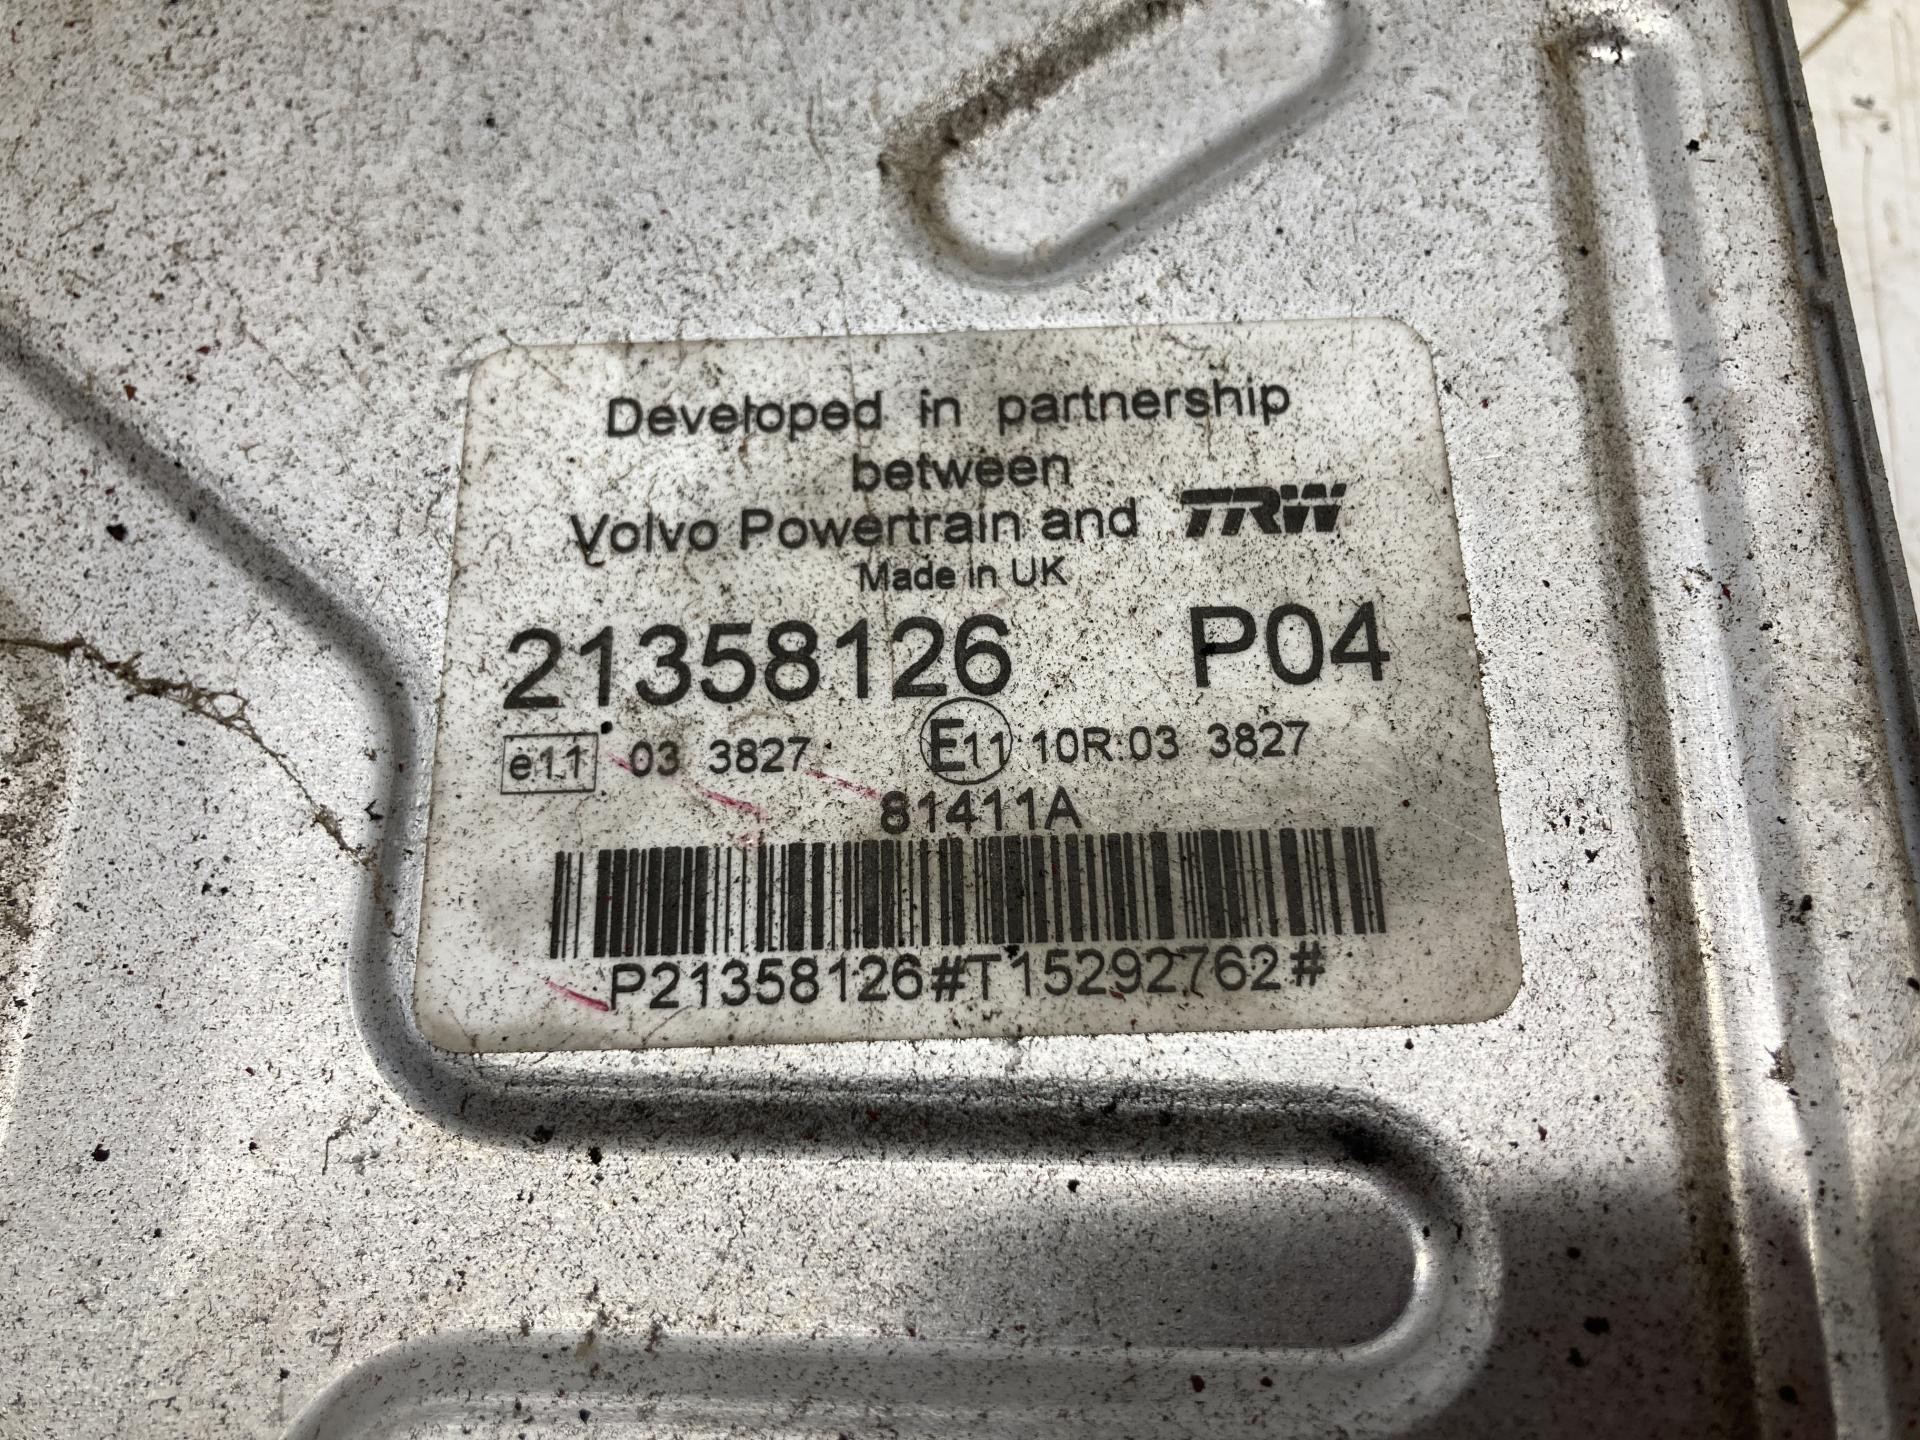 Developed in partnership
between
Volvo Powertrain and TRW
Made in UK
21358126 P04
e11 03 3827 E11 10R:03 3827
81411A
P21358126#T15292762#